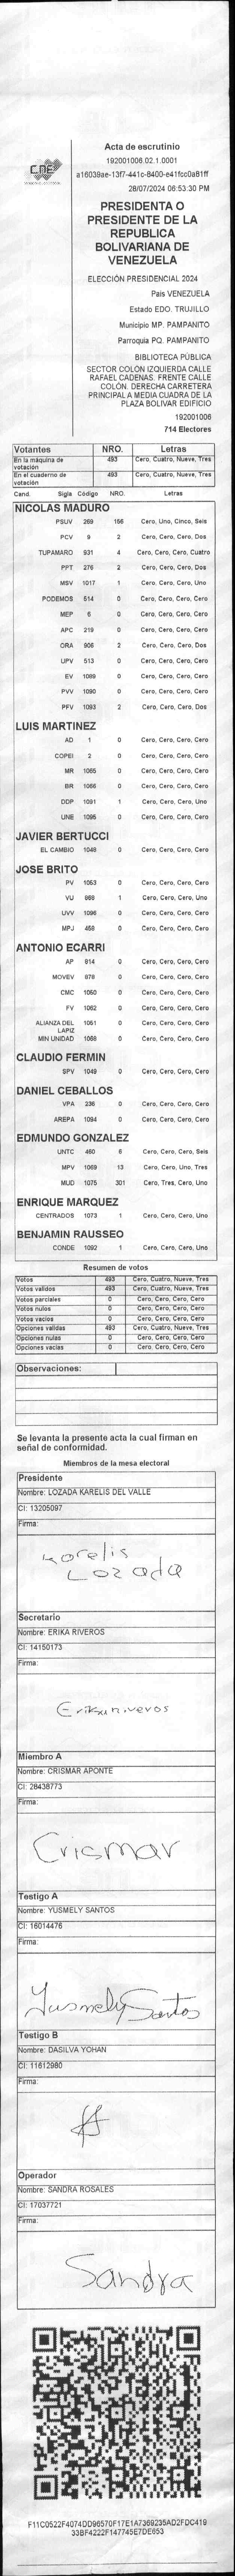 CNE
Acta de escrutinio
192001006.02.1.0001
a16039ae-13f7-441c-8400-e41fcc0a81ff
28/07/2024 06:53:30 PM
PRESIDENTA O
PRESIDENTE DE LA
REPUBLICA
BOLIVARIANA DE
VENEZUELA
ELECCIÓN PRESIDENCIAL 2024
País VENEZUELA
Estado EDO. TRUJILLO
Municipio MP. PAMPANITO
Parroquia PQ. PAMPANITO
BIBLIOTECA PÚBLICA
SECTOR COLÓN IZQUIERDA CALLE
RAFAEL CADENAS. FRENTE CALLE
COLÓN. DERECHA CARRETERA
PRINCIPAL A MEDIA CUADRA DE LA
PLAZA BOLIVAR EDIFICIO
192001006
714 Electores
Votantes NRO. Letras
En la máquina de votación 493 Cero, Cuatro, Nueve, Tres
En el cuaderno de votación 493 Cero, Cuatro, Nueve, Tres
Cand. Sigla Código NRO. Letras
NICOLAS MADURO
PSUV 269 156 Cero, Uno, Cinco, Seis
PCV 9 2 Cero, Cero, Cero, Dos
TUPAMARO 931 4 Cero, Cero, Cero, Cuatro
PPT 276 2 Cero, Cero, Cero, Dos
MSV 1017 1 Cero, Cero, Cero, Uno
PODEMOS 514 0 Cero, Cero, Cero, Cero
MEP 6 0 Cero, Cero, Cero, Cero
APC 219 0 Cero, Cero, Cero, Cero
ORA 906 2 Cero, Cero, Cero, Dos
UPV 513 0 Cero, Cero, Cero, Cero
EV 1089 0 Cero, Cero, Cero, Cero
PVV 1090 0 Cero, Cero, Cero, Cero
PFV 1093 2 Cero, Cero, Cero, Dos
LUIS MARTINEZ
AD 1 0 Cero, Cero, Cero, Cero
COPEI 2 0 Cero, Cero, Cero, Cero
MR 1065 0 Cero, Cero, Cero, Cero
BR 1066 0 Cero, Cero, Cero, Cero
DDP 1091 1 Cero, Cero, Cero, Uno
UNE 1095 0 Cero, Cero, Cero, Cero
JAVIER BERTUCCI
EL CAMBIO 1048 0 Cero, Cero, Cero, Cero
JOSE BRITO
PV 1053 0 Cero, Cero, Cero, Cero
VU 868 1 Cero, Cero, Cero, Uno
UVV 1096 0 Cero, Cero, Cero, Cero
MPJ 468 0 Cero, Cero, Cero, Cero
ANTONIO ECARRI
AP 814 0 Cero, Cero, Cero, Cero
MOVEV 878 0 Cero, Cero, Cero, Cero
CMC 1050 0 Cero, Cero, Cero, Cero
FV 1062 0 Cero, Cero, Cero, Cero
ALIANZA DEL LAPIZ 1051 0 Cero, Cero, Cero, Cero
MIN UNIDAD 1068 0 Cero, Cero, Cero, Cero
CLAUDIO FERMIN
SPV 1049 0 Cero, Cero, Cero, Cero
DANIEL CEBALLOS
VPA 236 0 Cero, Cero, Cero, Cero
AREPA 1094 0 Cero, Cero, Cero, Cero
EDMUNDO GONZALEZ
UNTC 460 6 Cero, Cero, Cero, Seis
MPV 1069 13 Cero, Cero, Uno, Tres
MUD 1075 301 Cero, Tres, Cero, Uno
ENRIQUE MARQUEZ
CENTRADOS 1073 1 Cero, Cero, Cero, Uno
BENJAMIN RAUSSEO
CONDE 1092 1 Cero, Cero, Cero, Uno
Resumen de votos
Votos 493 Cero, Cuatro, Nueve, Tres
Votos validos 493 Cero, Cuatro, Nueve, Tres
Votos parciales 0 Cero, Cero, Cero, Cero
Votos nulos 0 Cero, Cero, Cero, Cero
Votos vacios 0 Cero, Cero, Cero, Cero
Opciones validas 493 Cero, Cuatro, Nueve, Tres
Opciones nulas 0 Cero, Cero, Cero, Cero
Opciones vacias 0 Cero, Cero, Cero, Cero
Observaciones:
Se levanta la presente acta la cual firman en
señal de conformidad.
Miembros de la mesa electoral
Presidente
Nombre: LOZADA KARELIS DEL VALLE
CI: 13205097
Firma:
Karelis
Lozada
Secretario
Nombre: ERIKA RIVEROS
CI: 14150173
Firma:
Erika riveros
Miembro A
Nombre: CRISMAR APONTE
CI: 28438773
Firma:
Crismar
Testigo A
Nombre: YUSMELY SANTOS
CI: 16014476
Firma:
Yusmely Santos
Testigo B
Nombre: DASILVA YOHAN
CI: 11612980
Firma:
Operador
Nombre: SANDRA ROSALES
CI: 17037721
Firma:
Sandra
F11C0522F4074DD96570F17E1A7369235AD2FDC419
33BF4222F147745E7DE653